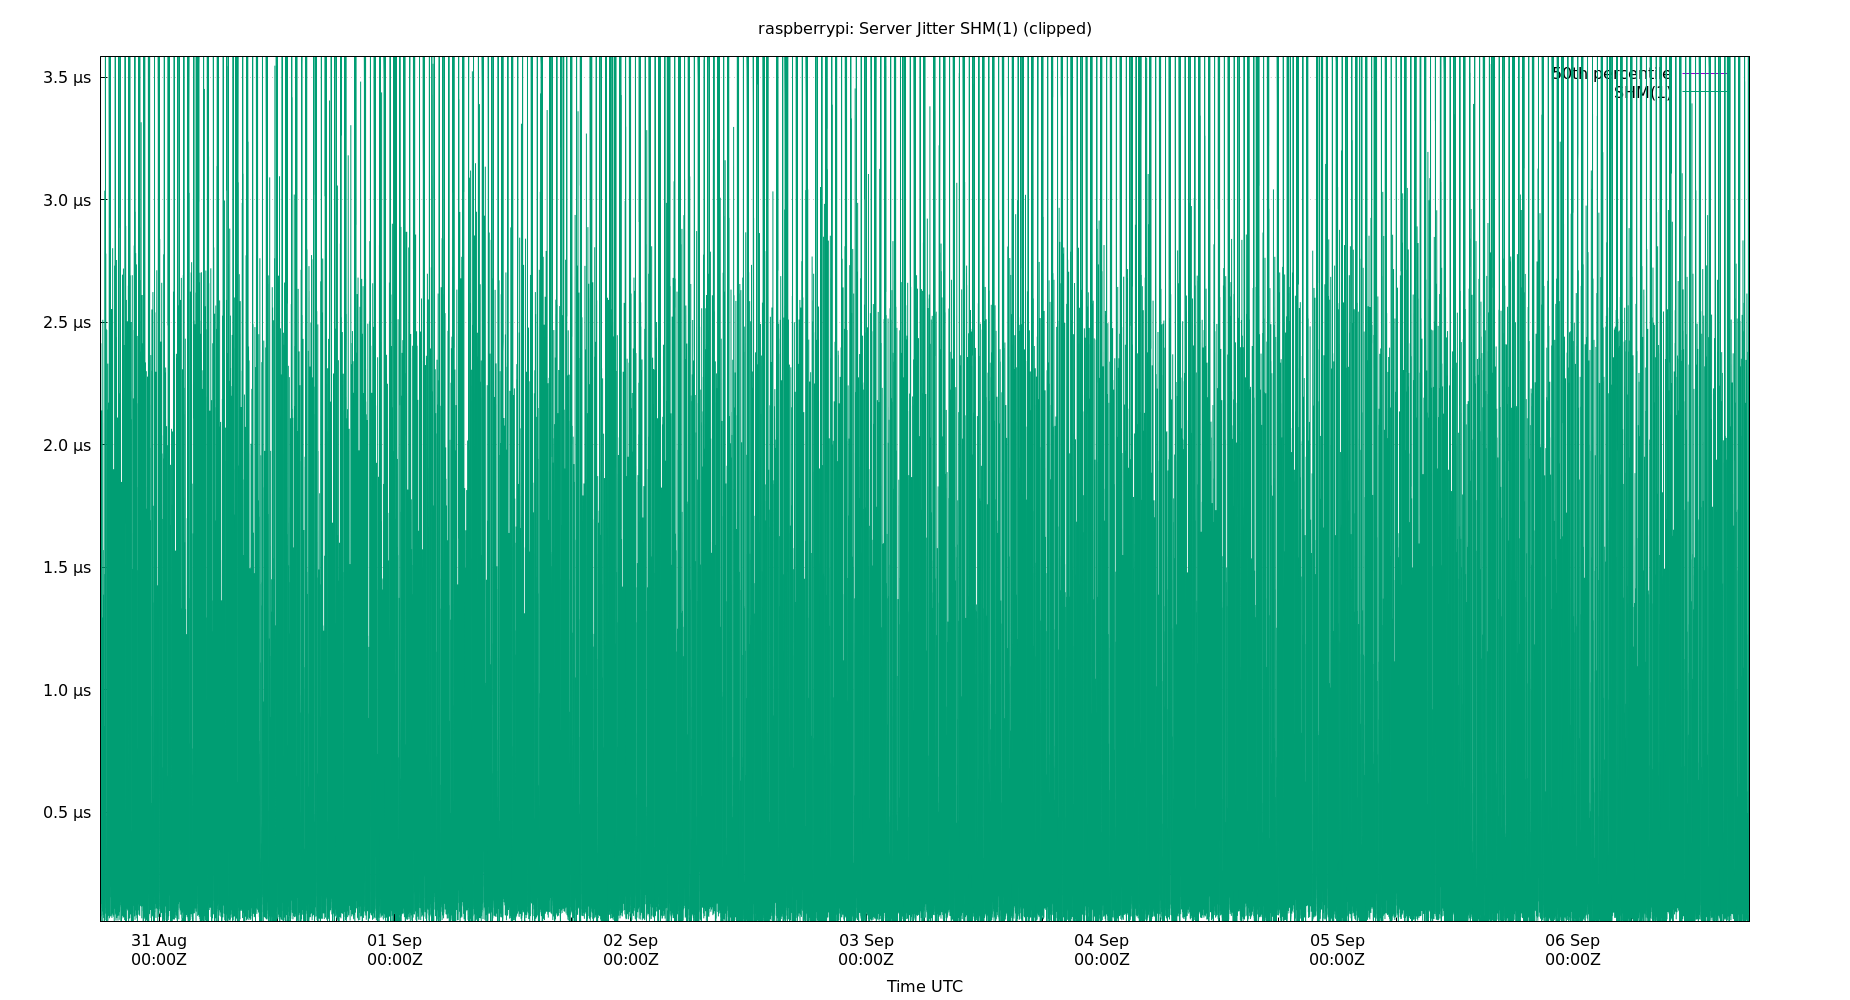 raspberrypi: Server Jitter SHM(1) (clipped)
50th percentile
SHM(1)
3.5 µs
3.0 µs
2.5 µs
2.0 µs
1.5 µs
1.0 µs
0.5 µs
31 Aug 01 Sep 02 Sep 03 Sep 04 Sep 05 Sep 06 Sep
00:00Z 00:00Z 00:00Z 00:00Z 00:00Z 00:00Z 00:00Z
Time UTC